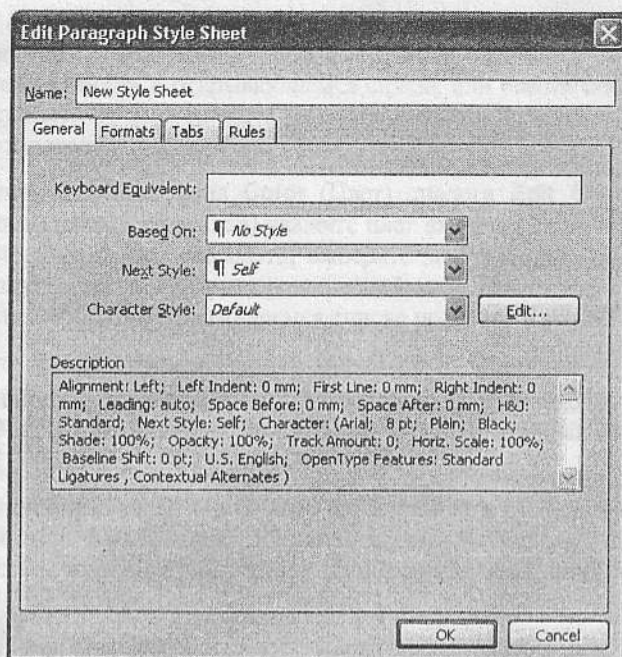 Edit Paragraph Style Sheet
Name: New Style Sheet
General Formats Tabs Rules
Keyboard Equivalent:
Based On: ¶ No Style
Next Style: ¶ Self
Character Style: Default Edit...
Description
Alignment: Left; Left Indent: 0 mm; First Line: 0 mm; Right Indent: 0
mm; Leading: auto; Space Before: 0 mm; Space After: 0 mm; H&J:
Standard; Next Style: Self; Character: (Arial; 8 pt; Plain; Black;
Shade: 100%; Opacity: 100%; Track Amount: 0; Horiz. Scale: 100%;
Baseline Shift: 0 pt; U.S. English; OpenType Features: Standard
Ligatures , Contextual Alternates )
OK Cancel